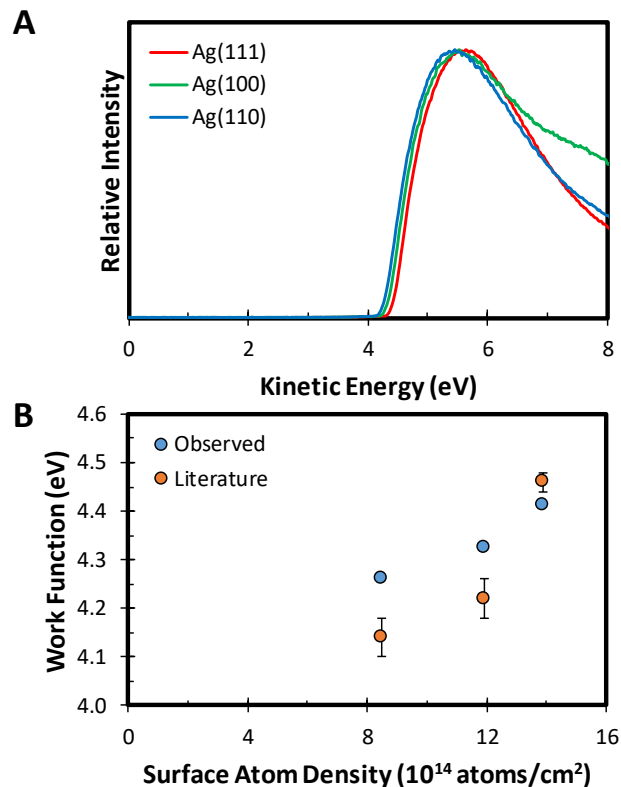 A
Relative Intensity
Ag(111)
Ag(100)
Ag(110)
0 2 4 6 8
Kinetic Energy (eV)
B
Work Function (eV)
4.6
4.5
4.4
4.3
4.2
4.1
4.0
Observed
Literature
0 4 8 12 16
Surface Atom Density (10¹⁴ atoms/cm²)